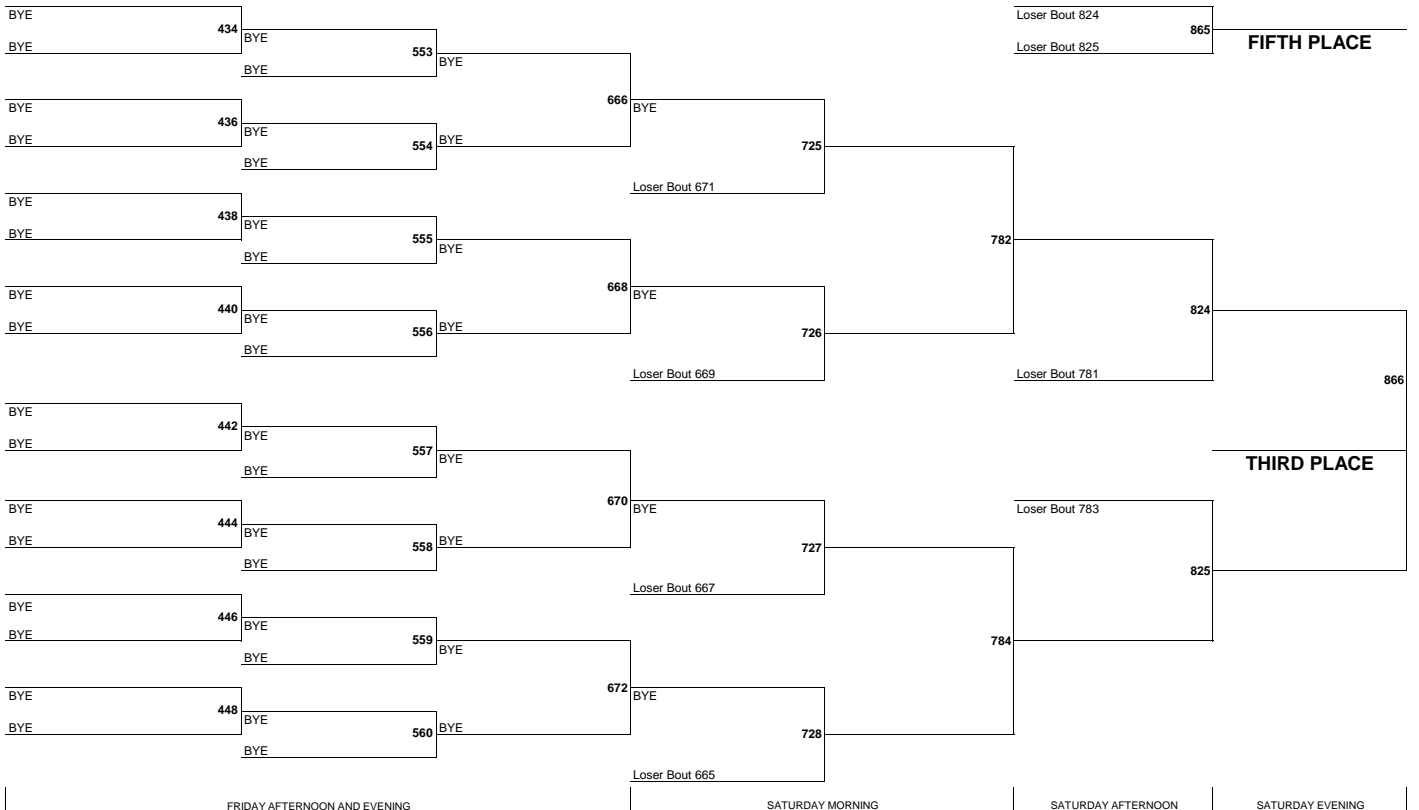 BYE
Loser Bout 824
434
865
BYE
BYE
Loser Bout 825
FIFTH PLACE
553
BYE
BYE
BYE
666
BYE
BYE
436
BYE
BYE
554
BYE
725
BYE
Loser Bout 671
BYE
438
BYE
BYE
555
782
BYE
BYE
668
BYE
BYE
440
824
BYE
BYE
556
BYE
726
BYE
Loser Bout 669
Loser Bout 781
866
BYE
442
BYE
BYE
557
BYE
THIRD PLACE
BYE
670
BYE
BYE
Loser Bout 783
444
BYE
BYE
558
BYE
727
BYE
825
Loser Bout 667
BYE
446
BYE
BYE
559
784
BYE
BYE
672
BYE
BYE
448
BYE
BYE
560
BYE
728
BYE
Loser Bout 665
FRIDAY AFTERNOON AND EVENING
SATURDAY MORNING
SATURDAY AFTERNOON
SATURDAY EVENING